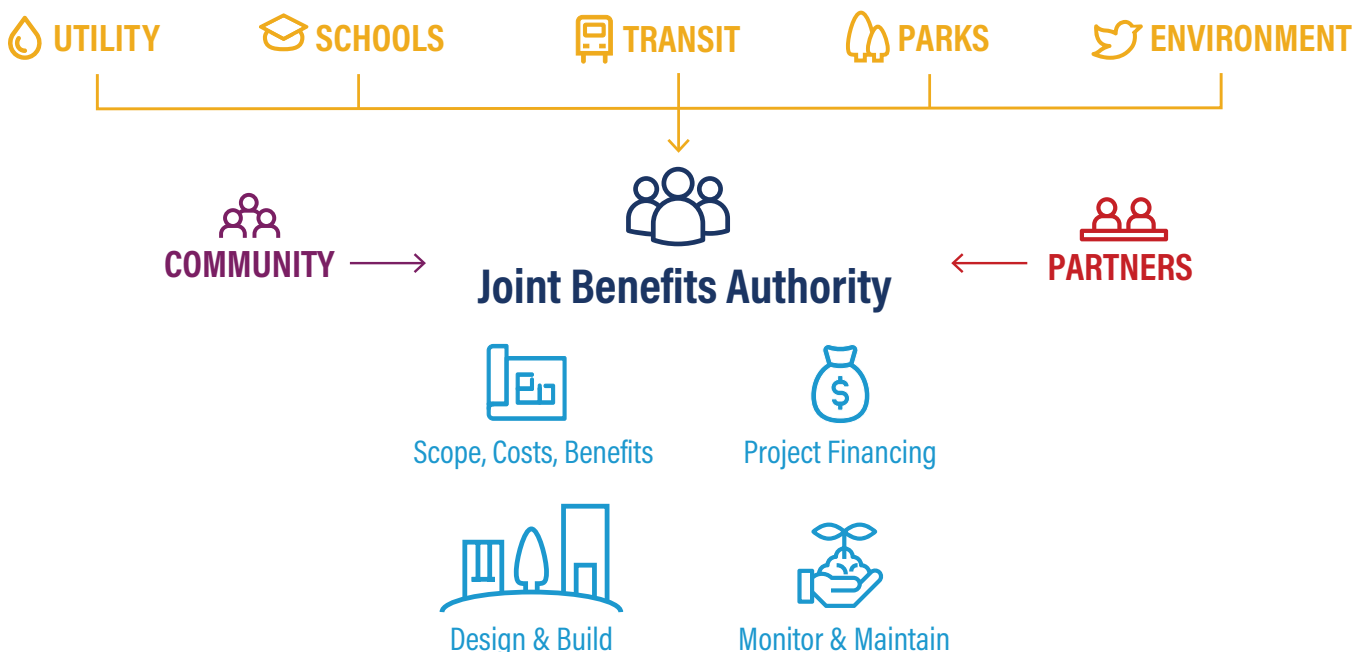 UTILITY
SCHOOLS
TRANSIT
PARKS
ENVIRONMENT
COMMUNITY
PARTNERS
Joint Benefits Authority
$
Scope, Costs, Benefits
Project Financing
Design & Build
Monitor & Maintain